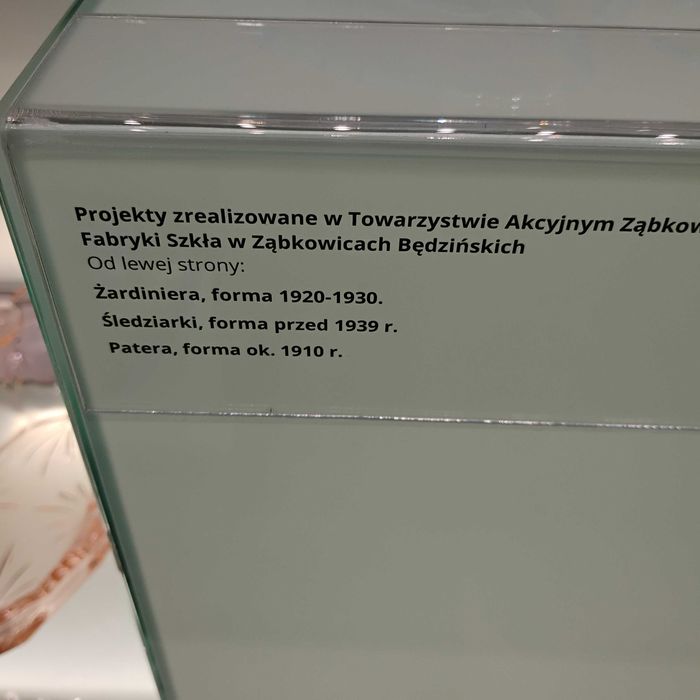 Projekty zrealizowane w Towarzystwie Akcyjnym
Fabryki Szkła w Ząbkowicach Będzińskich
Od lewej strony:
Żardiniera, forma 1920-1930.
Śledziarki, forma przed 1939 r.
Patera, forma ok. 1910 r.